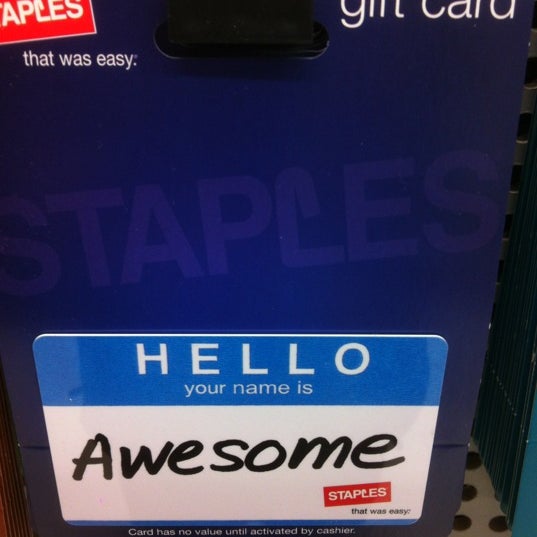 STAPLES
gift card
that was easy.
STAPLES
HELLO
your name is
Awesome
STAPLES
that was easy.
Card has no value until activated by cashier.